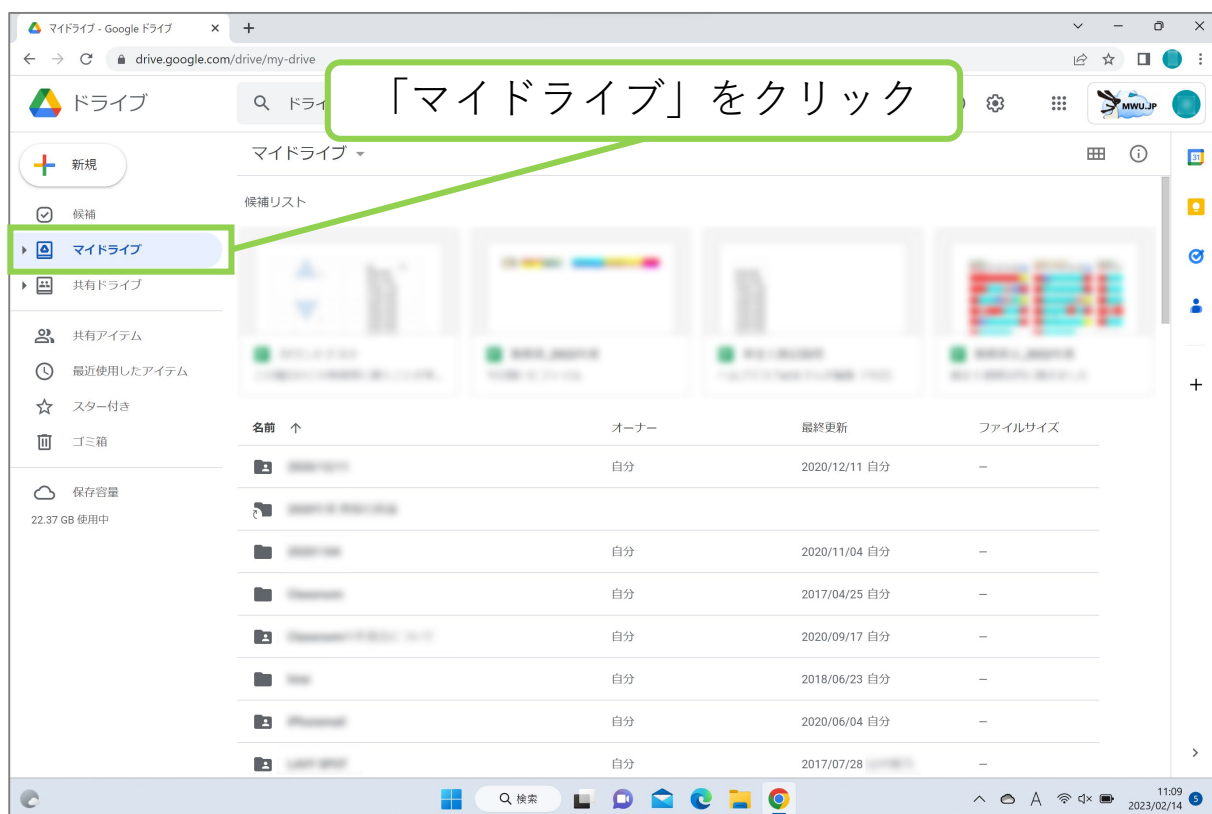 マイドライブ - Google ドライブ
drive.google.com/drive/my-drive
「マイドライブ」をクリック
ドライブ
MWU.JP
新規
マイドライブ
31
候補リスト
候補
マイドライブ
共有ドライブ
共有アイテム
最近使用したアイテム
スター付き
ゴミ箱
保存容量
22.37 GB 使用中
名前 オーナー 最終更新 ファイルサイズ
自分 2020/12/11 自分 –
自分 2020/11/04 自分 –
自分 2017/04/25 自分 –
自分 2020/09/17 自分 –
自分 2018/06/23 自分 –
自分 2020/06/04 自分 –
自分 2017/07/28 –
検索
A
11:09
2023/02/14
5